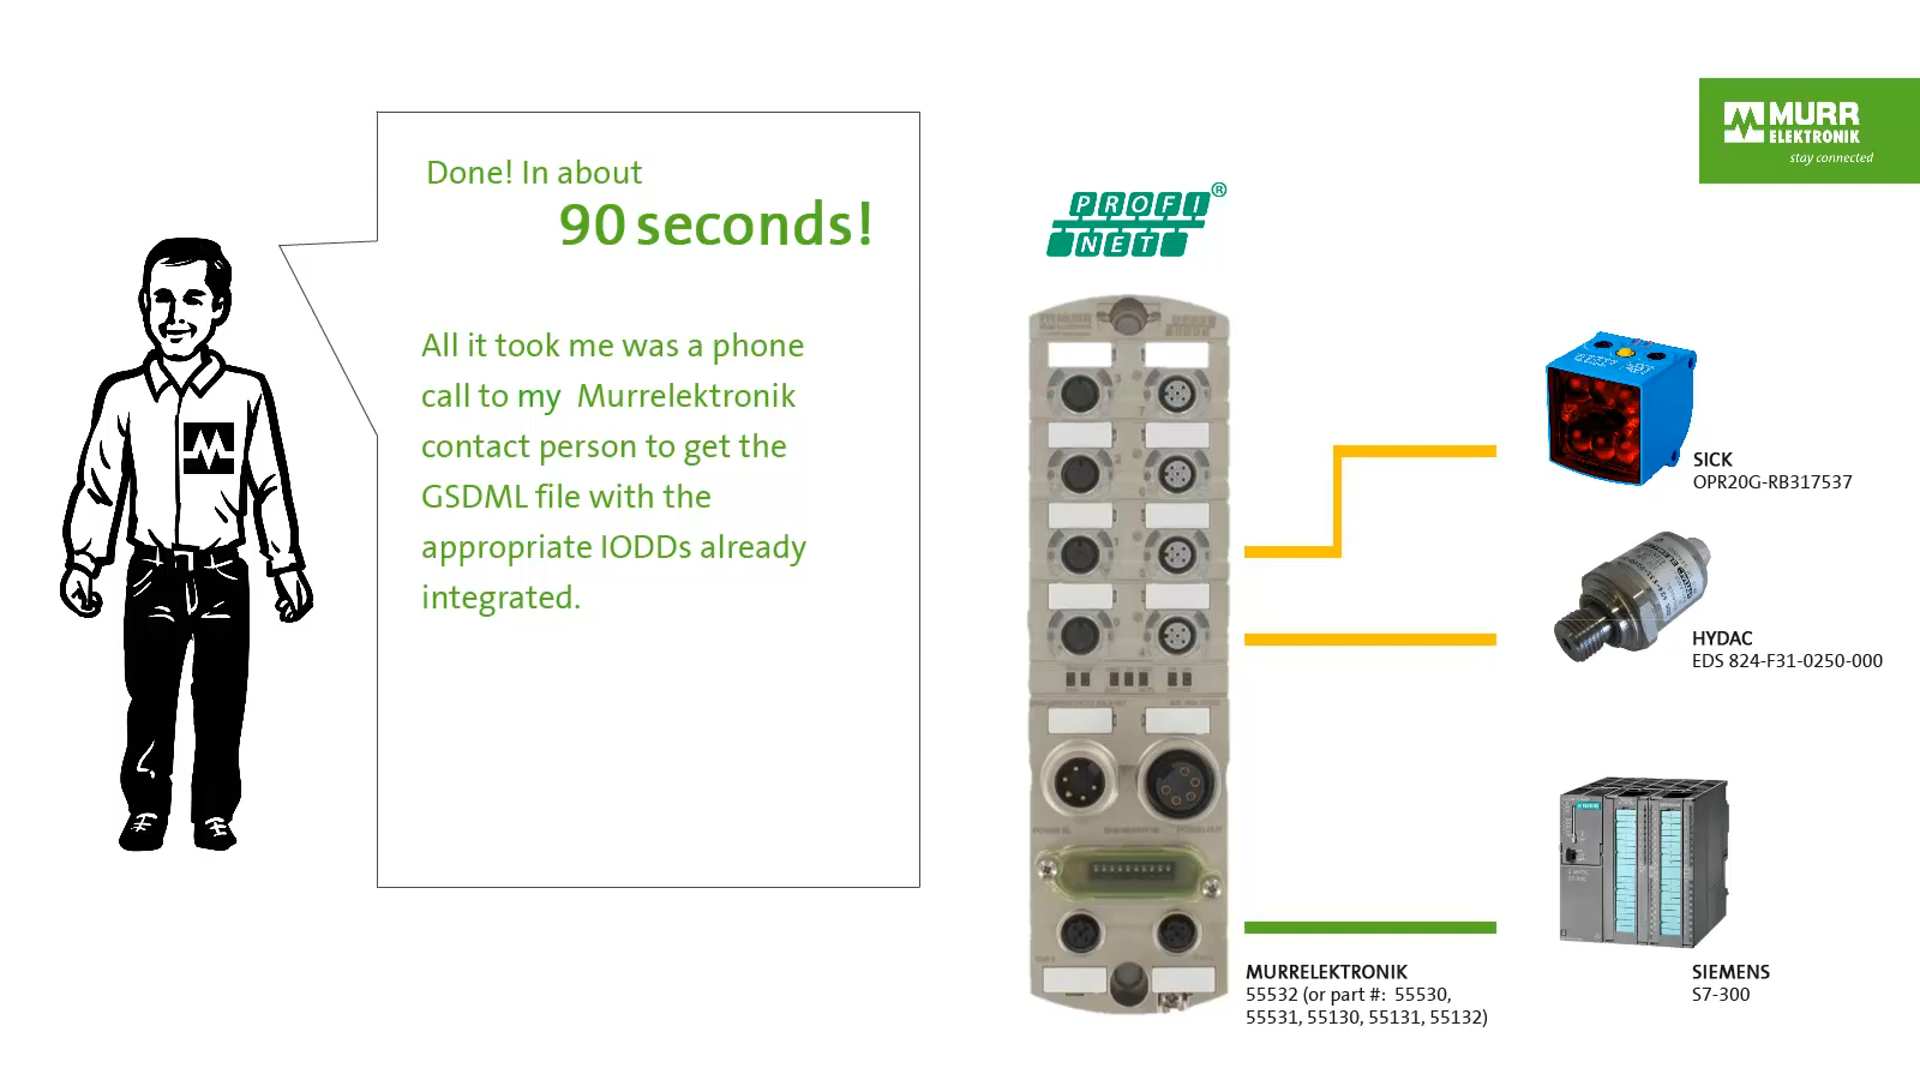 Done! In about
90 seconds!
All it took me was a phone
call to my Murrelektronik
contact person to get the
GSDML file with the
appropriate IODDs already
integrated.
PROFI®
NET
MURR
ELEKTRONIK
stay connected
SICK
OPR20G-RB317537
HYDAC
EDS 824-F31-0250-000
MURRELEKTRONIK
55532 (or part #: 55530,
55531, 55130, 55131, 55132)
SIEMENS
S7-300